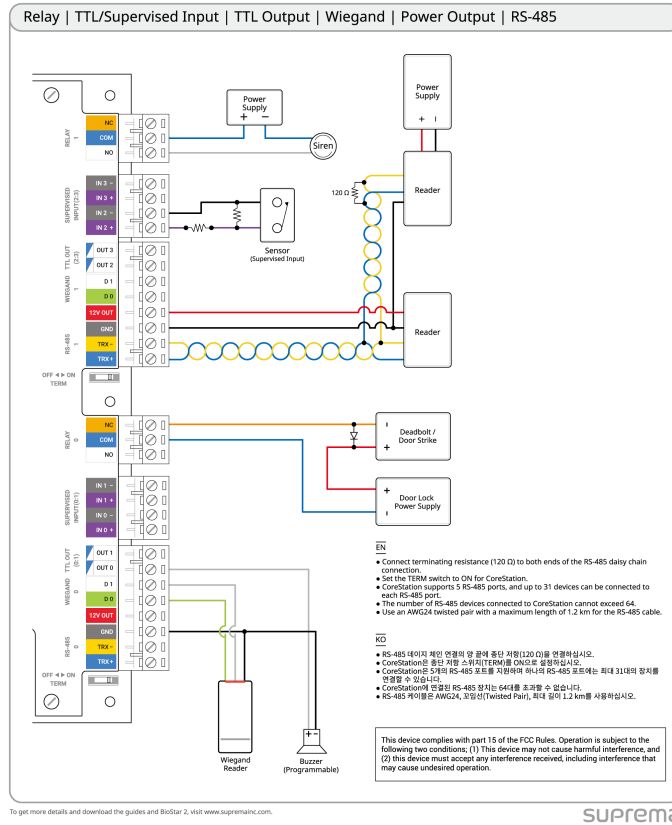 Relay | TTL/Supervised Input | TTL Output | Wiegand | Power Output | RS-485
Power
Supply
+ −
Siren
Power
Supply
+ −
RELAY
1
NC
COM
NO
SUPERVISED
INPUT(2:3)
IN 3 −
IN 3 +
IN 2 −
IN 2 +
Sensor
(Supervised Input)
120 Ω
Reader
TTL OUT
(2:3)
OUT 3
OUT 2
WIEGAND
1
D 1
D 0
12V OUT
GND
RS-485
1
TRX −
TRX +
Reader
OFF ◄► ON
TERM
RELAY
0
NC
COM
NO
−
Deadbolt /
Door Strike
+
+
Door Lock
Power Supply
−
SUPERVISED
INPUT(0:1)
IN 1 −
IN 1 +
IN 0 −
IN 0 +
TTL OUT
(0:1)
OUT 1
OUT 0
WIEGAND
0
D 1
D 0
12V OUT
GND
RS-485
0
TRX −
TRX +
OFF ◄► ON
TERM
Wiegand
Reader
+ −
Buzzer
(Programmable)
EN
• Connect terminating resistance (120 Ω) to both ends of the RS-485 daisy chain
connection.
• Set the TERM switch to ON for CoreStation.
• CoreStation supports 5 RS-485 ports, and up to 31 devices can be connected to
each RS-485 port.
• The number of RS-485 devices connected to CoreStation cannot exceed 64.
• Use an AWG24 twisted pair with a maximum length of 1.2 km for the RS-485 cable.
KO
• RS-485 데이지 체인 연결의 양 끝에 종단 저항(120 Ω)을 연결하십시오.
• CoreStation은 종단 저항 스위치(TERM)를 ON으로 설정하십시오.
• CoreStation은 5개의 RS-485 포트를 지원하며 하나의 RS-485 포트에는 최대 31대의 장치를
연결할 수 있습니다.
• CoreStation에 연결된 RS-485 장치는 64대를 초과할 수 없습니다.
• RS-485 케이블은 AWG24, 꼬임선(Twisted Pair), 최대 길이 1.2 km를 사용하십시오.
This device complies with part 15 of the FCC Rules. Operation is subject to the
following two conditions; (1) This device may not cause harmful interference, and
(2) this device must accept any interference received, including interference that
may cause undesired operation.
To get more details and download the guides and BioStar 2, visit www.supremainc.com.
suprema